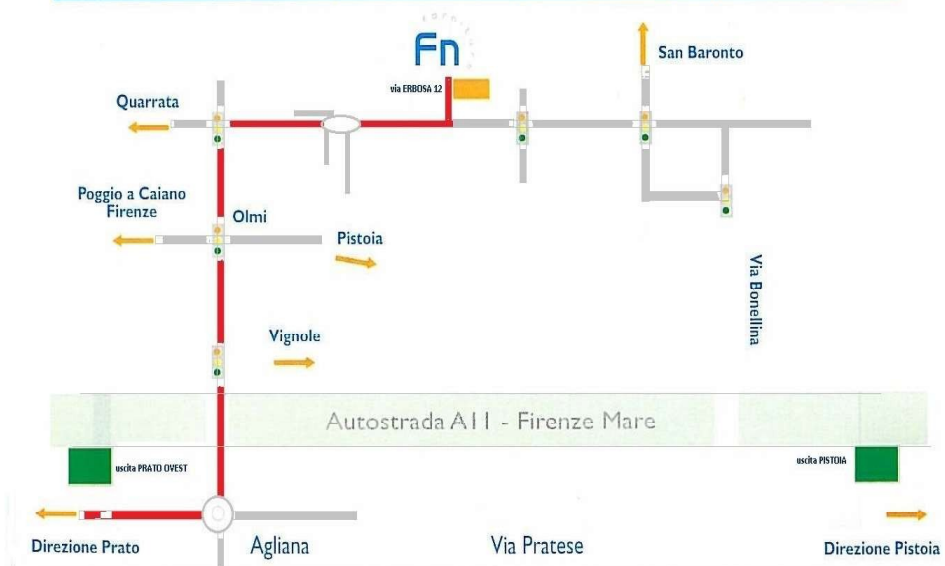 cornici
Fn
San Baronto
via ERBOSA 12
Quarrata
Poggio a Caiano
Firenze
Olmi
Pistoia
Via Bonellina
Vignole
Autostrada A11 - Firenze Mare
uscita PRATO OVEST
uscita PISTOIA
Direzione Prato
Agliana
Via Pratese
Direzione Pistoia